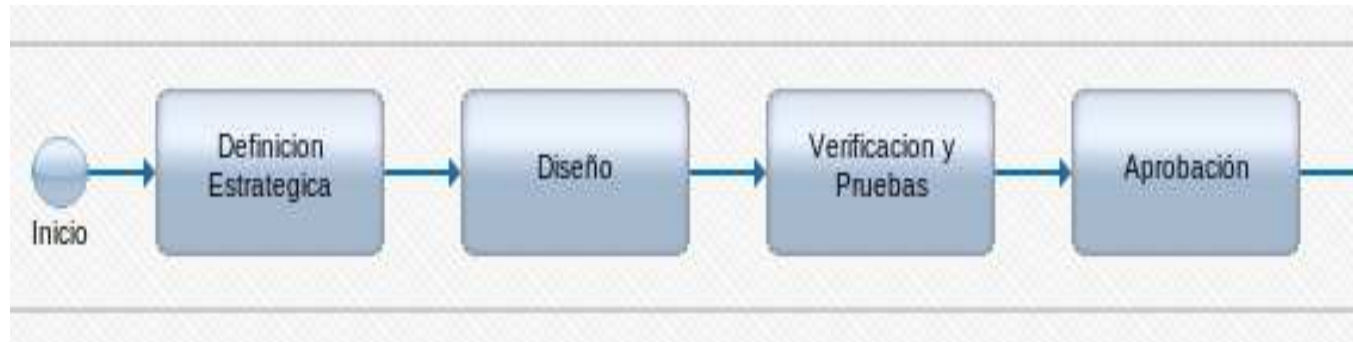 Inicio
Definicion
Estrategica
Diseño
Verificacion y
Pruebas
Aprobación